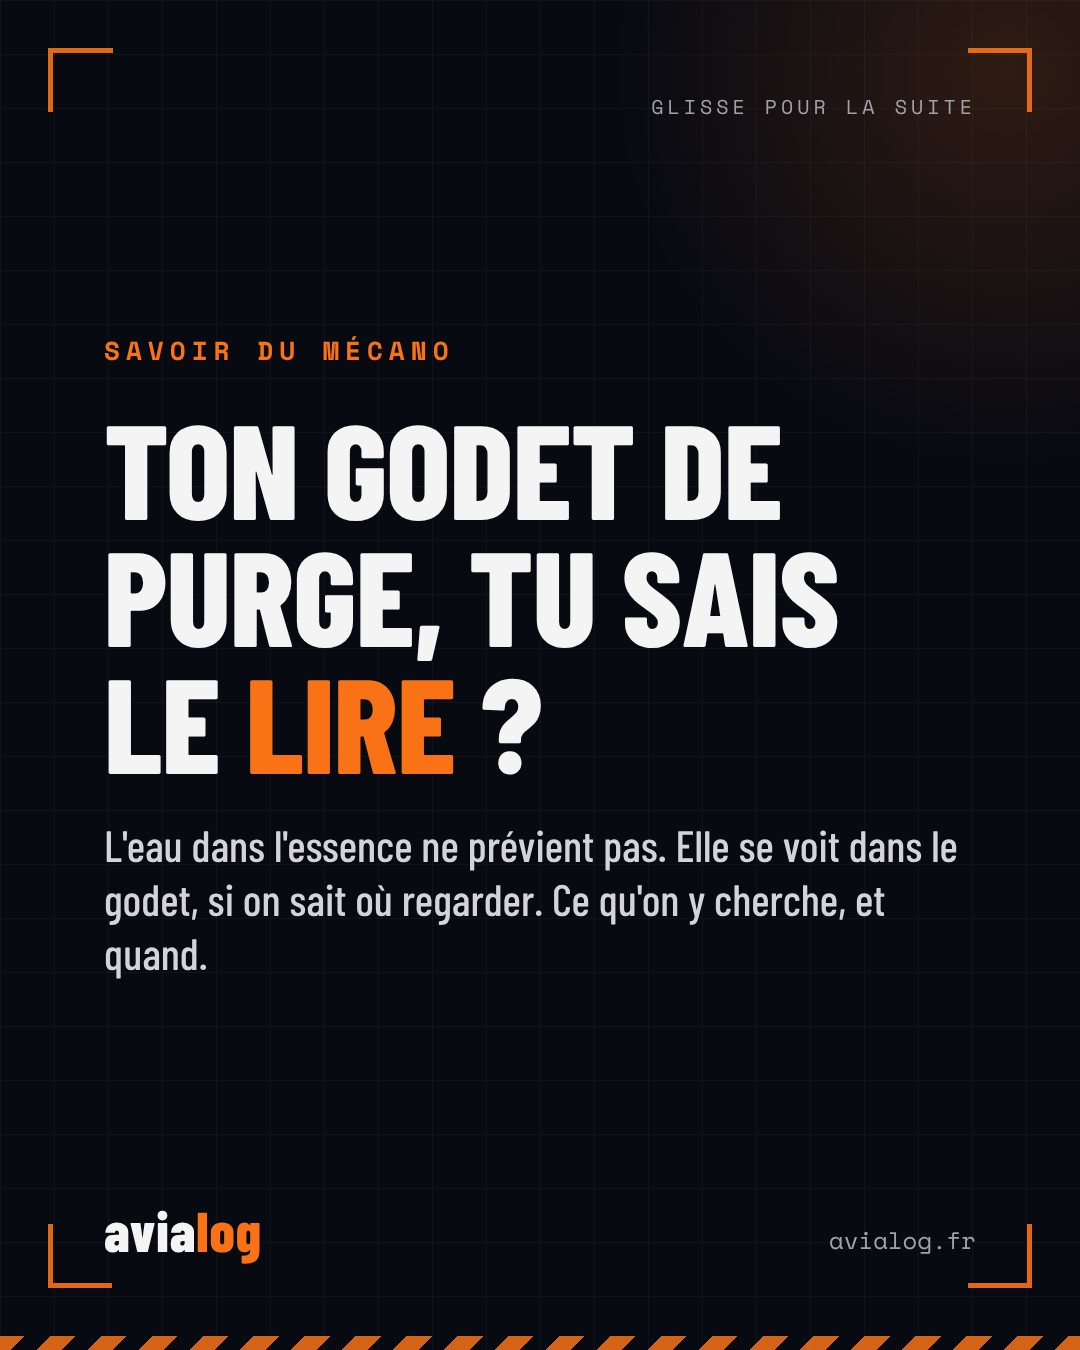 GLISSE POUR LA SUITE
SAVOIR DU MÉCANO
TON GODET DE
PURGE, TU SAIS
LE LIRE ?
L'eau dans l'essence ne prévient pas. Elle se voit dans le
godet, si on sait où regarder. Ce qu'on y cherche, et
quand.
avialog
avialog.fr